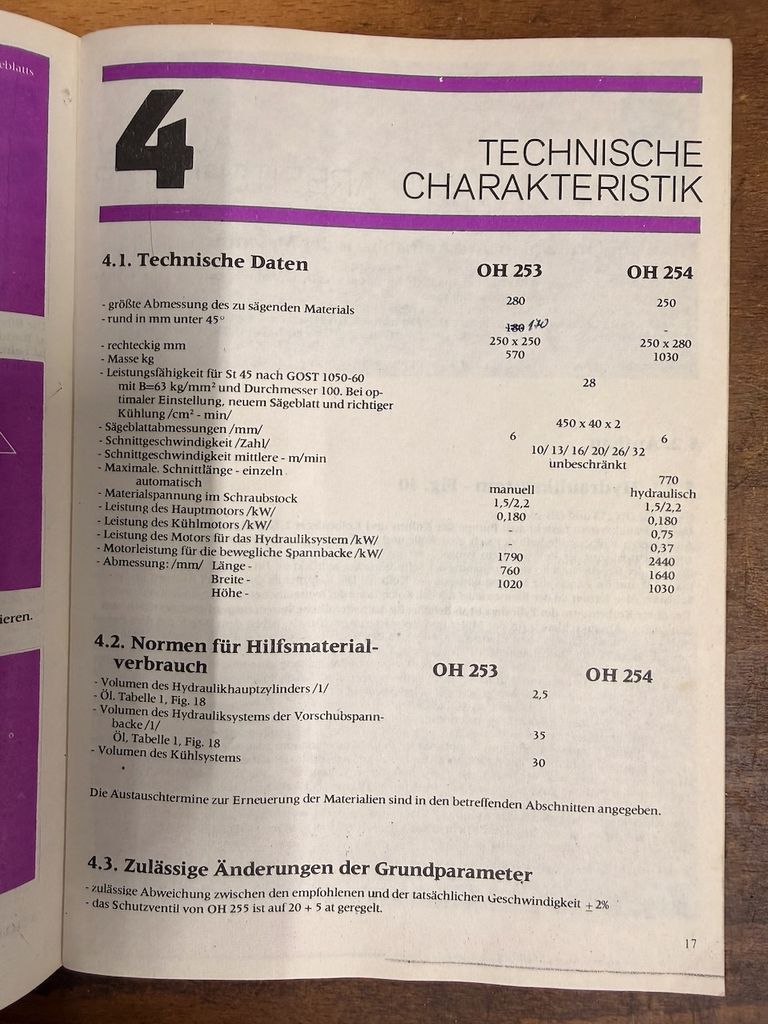 eblatts
ieren.
4
TECHNISCHE
CHARAKTERISTIK
4.1. Technische Daten OH 253 OH 254
- größte Abmessung des zu sägenden Materials 280 250
- rund in mm unter 45° 180 170 -
- rechteckig mm 250 x 250 250 x 280
- Masse kg 570 1030
- Leistungsfähigkeit für St 45 nach GOST 1050-60
mit B=63 kg/mm² und Durchmesser 100. Bei op- 28
timaler Einstellung, neuem Sägeblatt und richtiger
Kühlung /cm² - min/
- Sägeblattabmessungen /mm/ 450 x 40 x 2
- Schnittgeschwindigkeit /Zahl/ 6 6
- Schnittgeschwindigkeit mittlere - m/min 10/ 13/ 16/ 20/ 26/ 32
- Maximale. Schnittlänge - einzeln unbeschränkt
automatisch 770
- Materialspannung im Schraubstock manuell hydraulisch
- Leistung des Hauptmotors /kW/ 1,5/2,2 1,5/2,2
- Leistung des Kühlmotors /kW/ 0,180 0,180
- Leistung des Motors für das Hydrauliksystem /kW/ - 0,75
- Motorleistung für die bewegliche Spannbacke /kW/ - 0,37
- Abmessung: /mm/ Länge - 1790 2440
Breite - 760 1640
Höhe - 1020 1030
4.2. Normen für Hilfsmaterial-
verbrauch OH 253 OH 254
- Volumen des Hydraulikhauptzylinders /1/ 2,5
- Öl. Tabelle 1, Fig. 18
- Volumen des Hydrauliksystems der Vorschubspann-
backe /1/ 35
Öl, Tabelle 1, Fig. 18
- Volumen des Kühlsystems 30
Die Austauschtermine zur Erneuerung der Materialien sind in den betreffenden Abschnitten angegeben.
4.3. Zulässige Änderungen der Grundparameter
- zulässige Abweichung zwischen den empfohlenen und der tatsächlichen Geschwindigkeit ± 2%
- das Schutzventil von OH 255 ist auf 20 + 5 at geregelt.
17